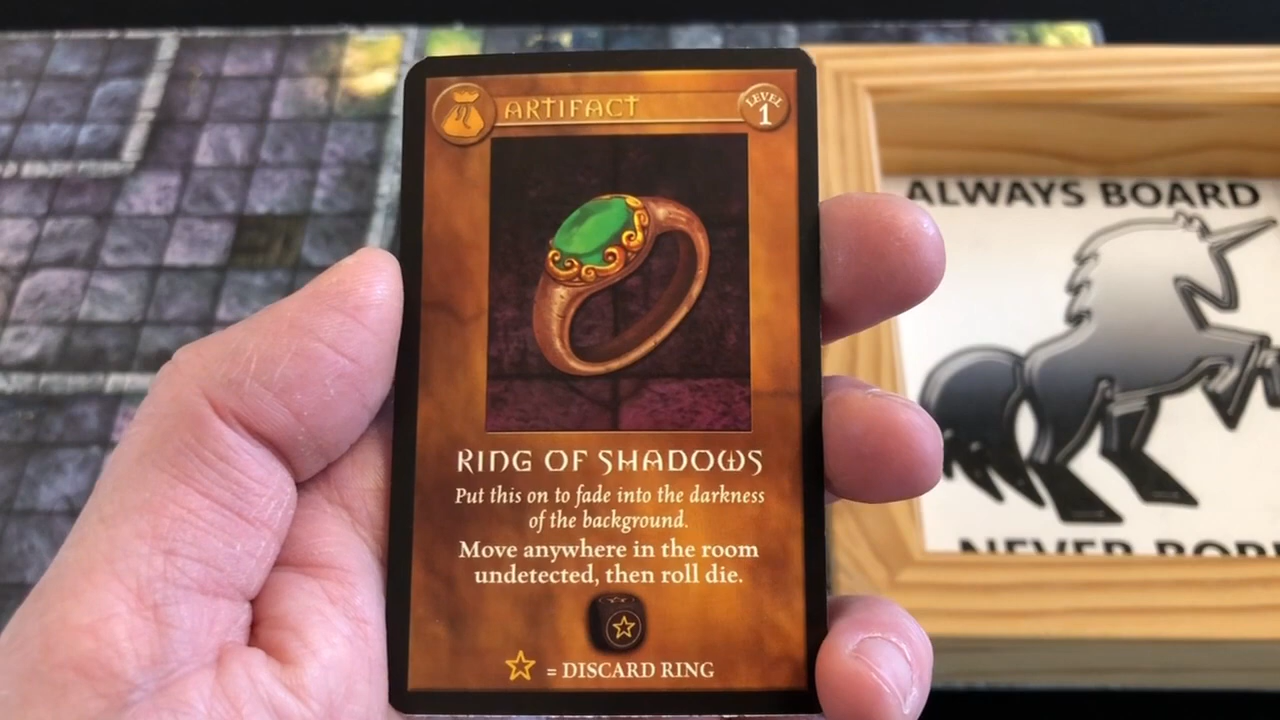 ARTIFACT
LEVEL
1
RING OF SHADOWS
Put this on to fade into the darkness
of the background.
Move anywhere in the room
undetected, then roll die.
= DISCARD RING
ALWAYS BOARD
NEVER